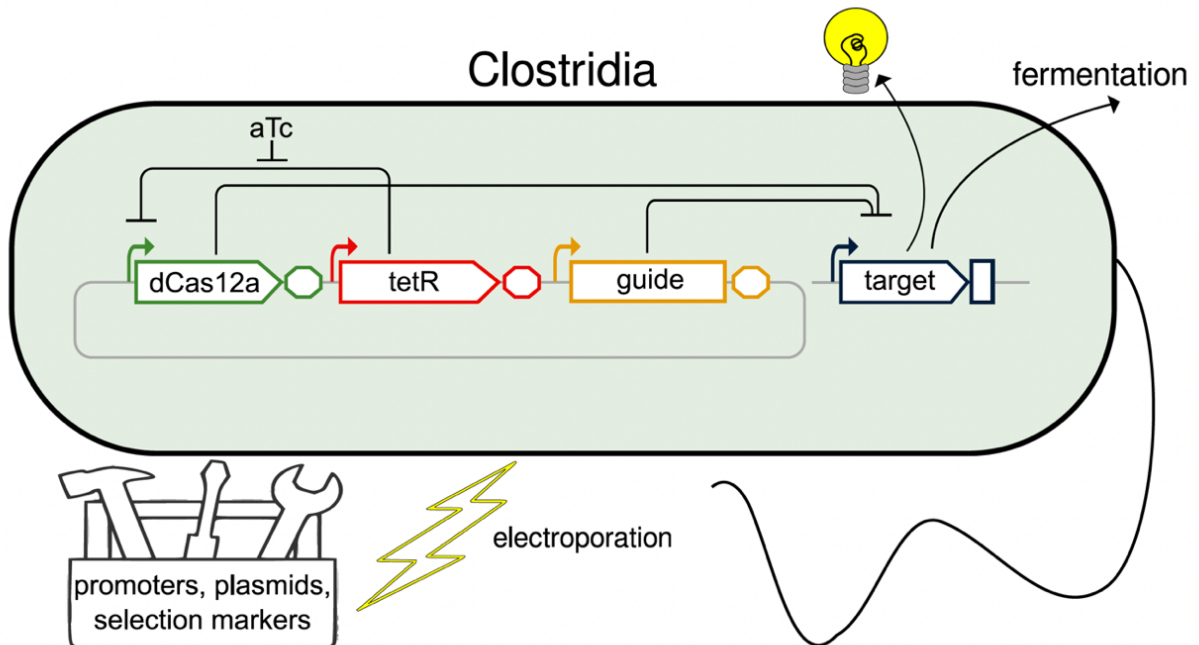 Clostridia
fermentation
aTc
dCas12a
tetR
guide
target
electroporation
promoters, plasmids,
selection markers